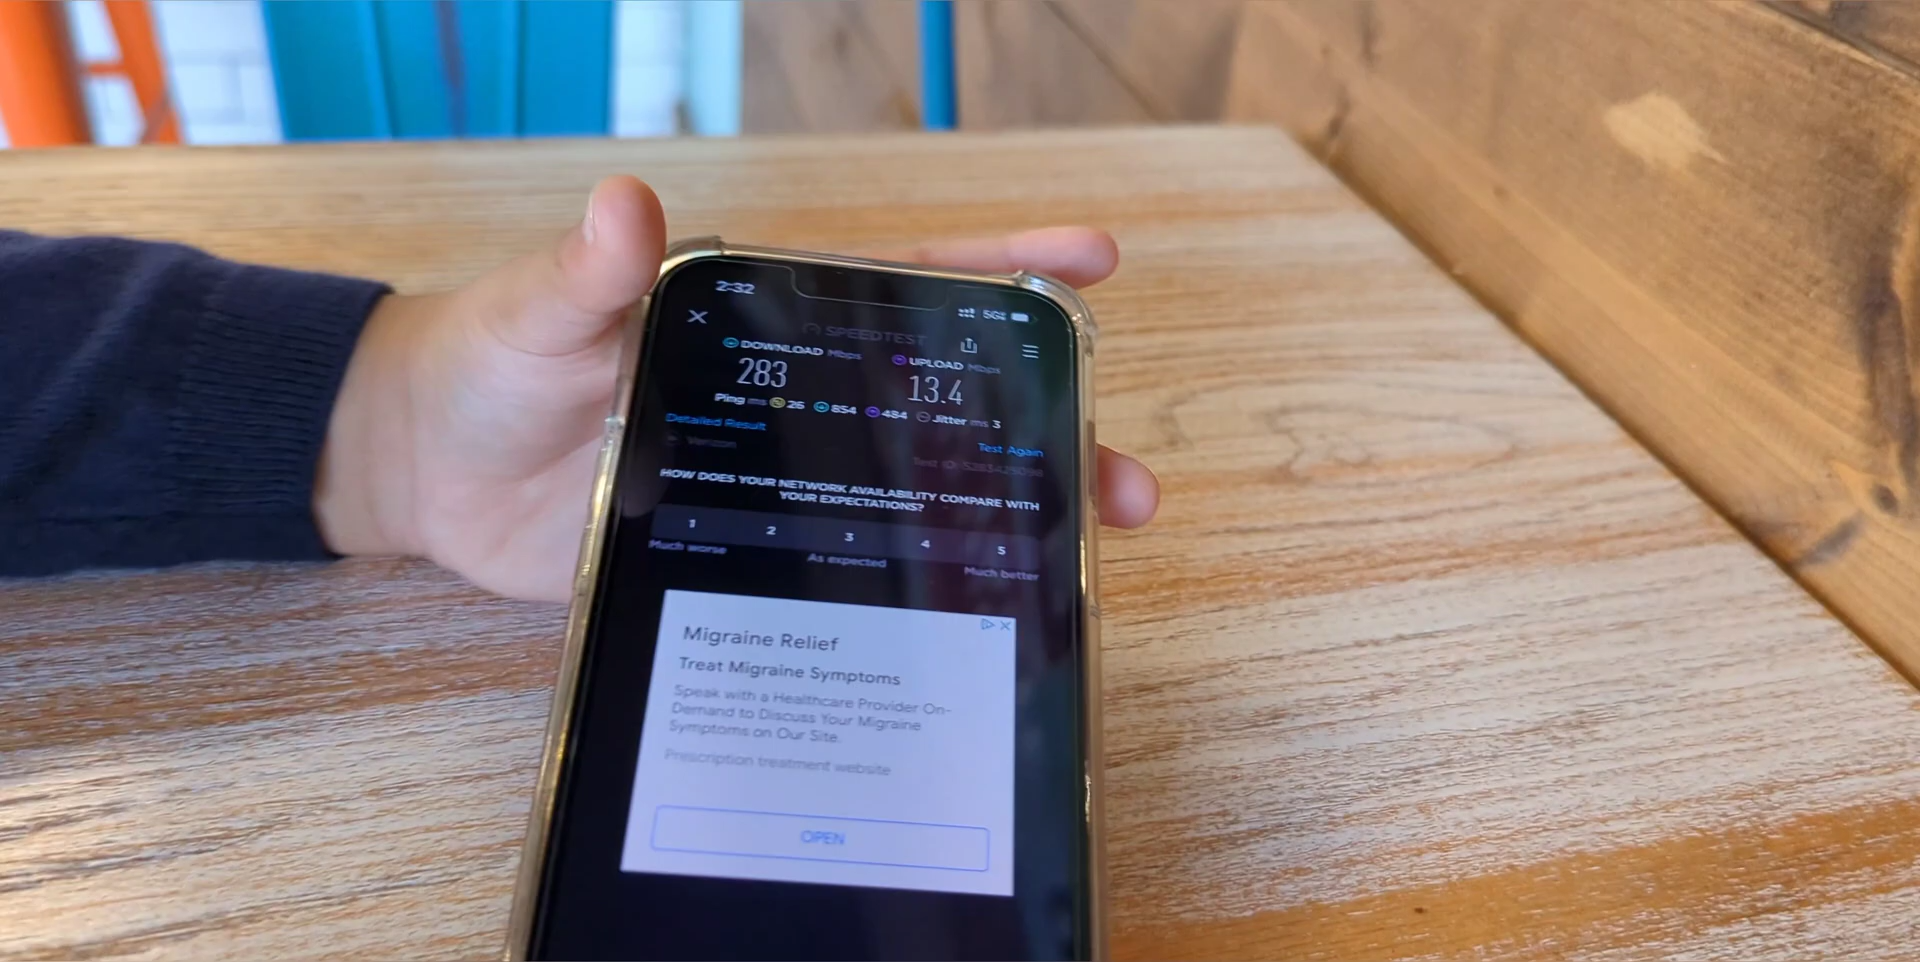 2:32
5G
SPEEDTEST
DOWNLOAD Mbps
UPLOAD Mbps
283
13.4
Ping ms 26 854 484 Jitter ms 3
Detailed Result
Verizon
Test Again
HOW DOES YOUR NETWORK AVAILABILITY COMPARE WITH
YOUR EXPECTATIONS?
1 2 3 4 5
Much worse As expected Much better
Migraine Relief
Treat Migraine Symptoms
Speak with a Healthcare Provider On-
Demand to Discuss Your Migraine
Symptoms on Our Site.
Prescription treatment website
OPEN